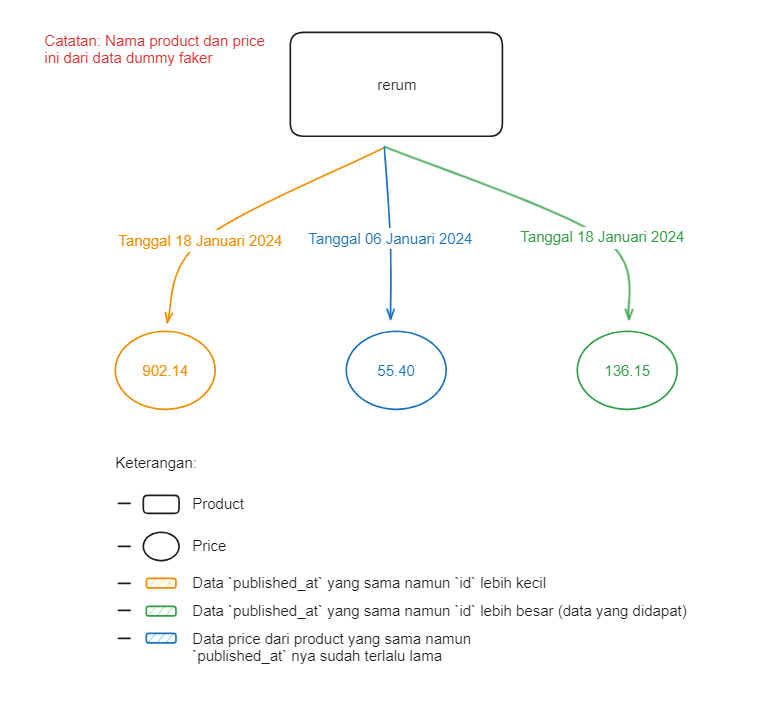 Catatan: Nama product dan price
ini dari data dummy faker
rerum
Tanggal 18 Januari 2024
Tanggal 06 Januari 2024
Tanggal 18 Januari 2024
902.14
55.40
136.15
Keterangan:
Product
Price
Data `published_at` yang sama namun `id` lebih kecil
Data `published_at` yang sama namun `id` lebih besar (data yang didapat)
Data price dari product yang sama namun
`published_at` nya sudah terlalu lama